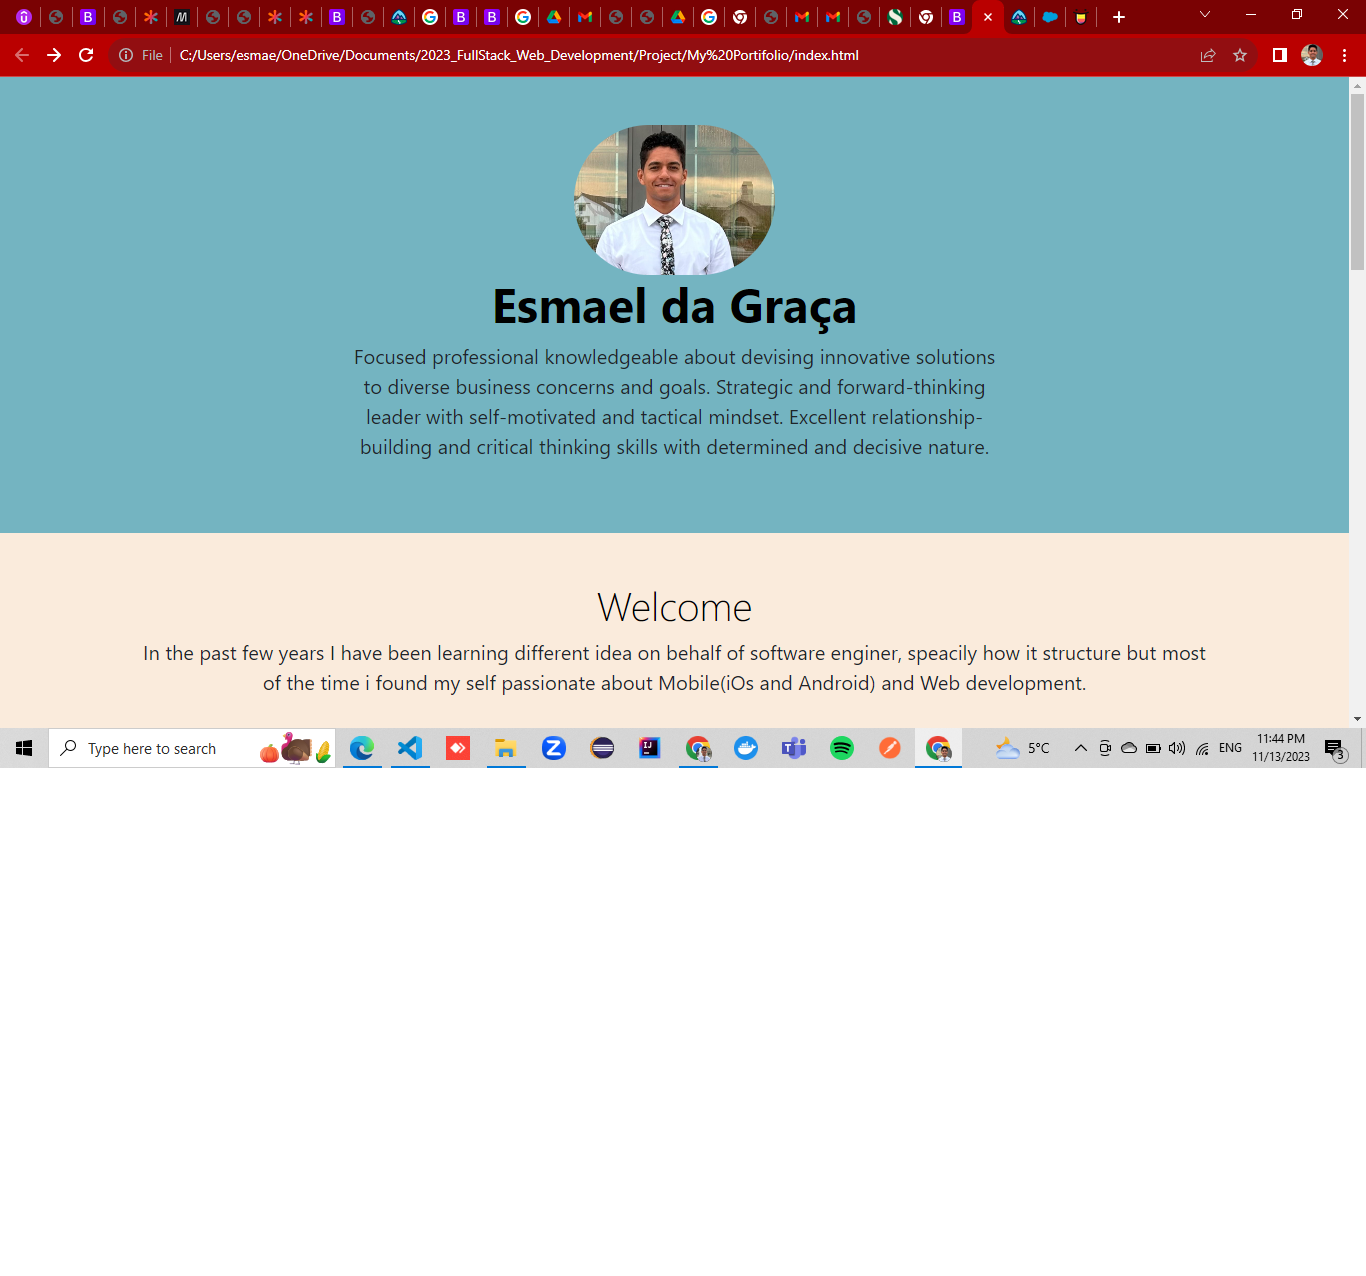 File
C:/Users/esmae/OneDrive/Documents/2023_FullStack_Web_Development/Project/My%20Portifolio/index.html
Esmael da Graça
Focused professional knowledgeable about devising innovative solutions
to diverse business concerns and goals. Strategic and forward-thinking
leader with self-motivated and tactical mindset. Excellent relationship-
building and critical thinking skills with determined and decisive nature.
Welcome
In the past few years I have been learning different idea on behalf of software enginer, speacily how it structure but most
of the time i found my self passionate about Mobile(iOs and Android) and Web development.
Type here to search
5°C
ENG
11:44 PM
11/13/2023
3